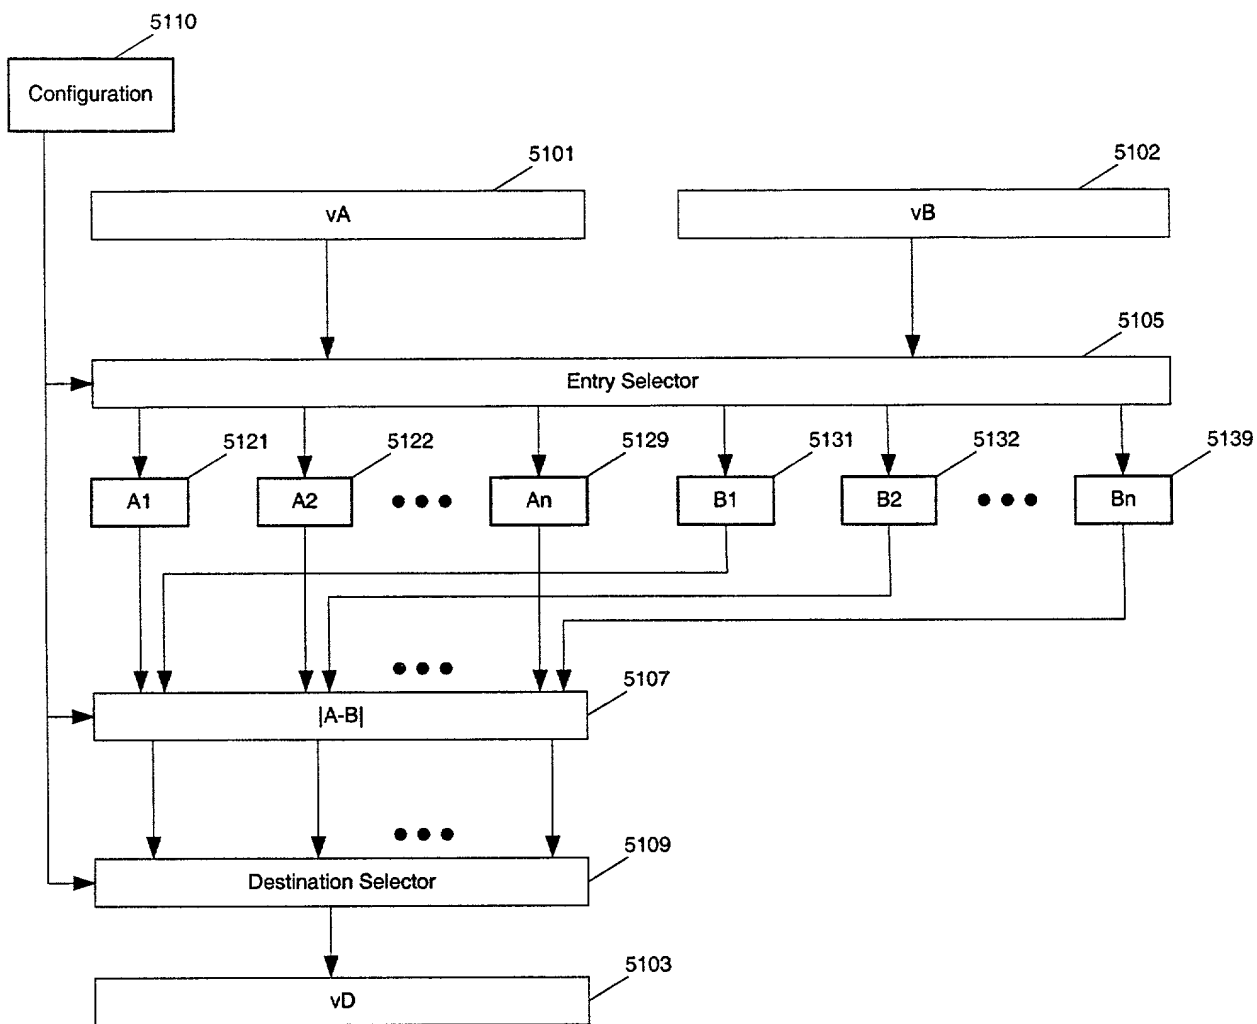 5110
Configuration
5101
5102
vA
vB
5105
Entry Selector
5121
5122
5129
5131
5132
5139
A1
A2
An
B1
B2
Bn
5107
|A-B|
5109
Destination Selector
5103
vD